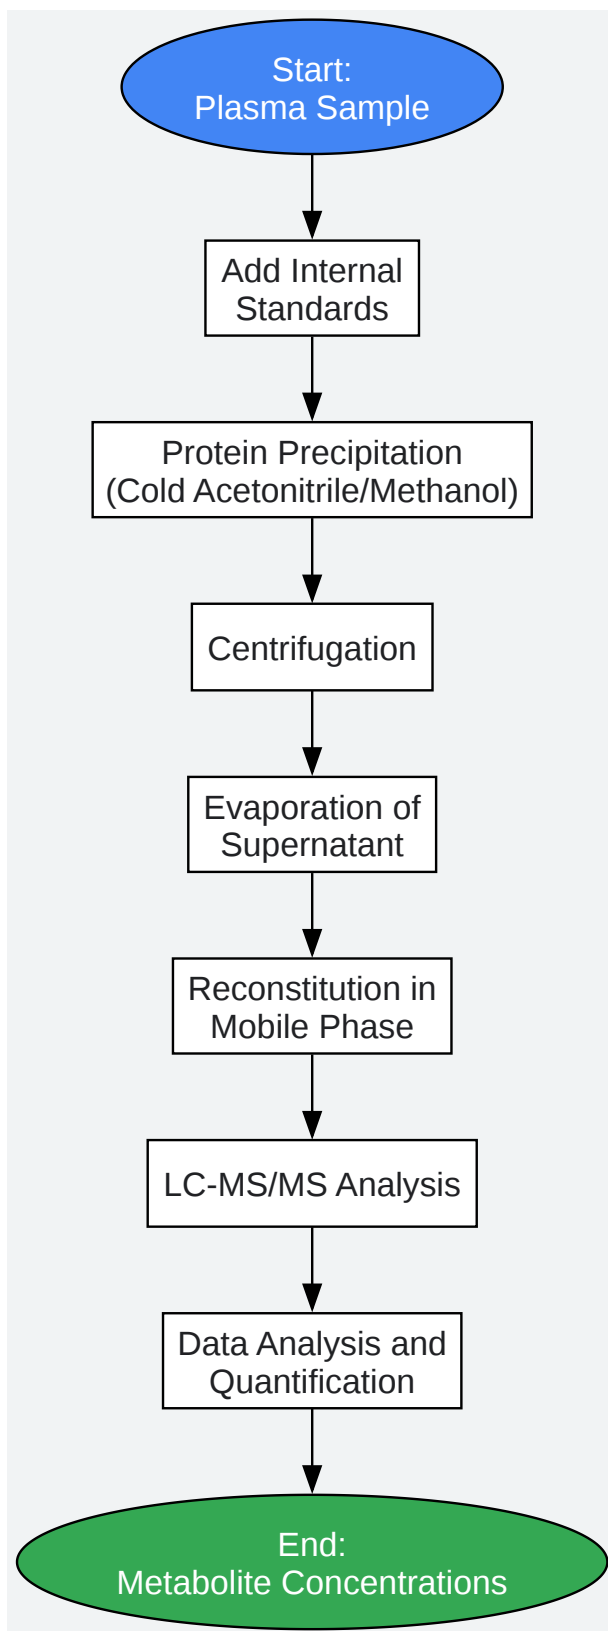 Start:
Plasma Sample
Add Internal
Standards
Protein Precipitation
(Cold Acetonitrile/Methanol)
Centrifugation
Evaporation of
Supernatant
Reconstitution in
Mobile Phase
LC-MS/MS Analysis
Data Analysis and
Quantification
End:
Metabolite Concentrations